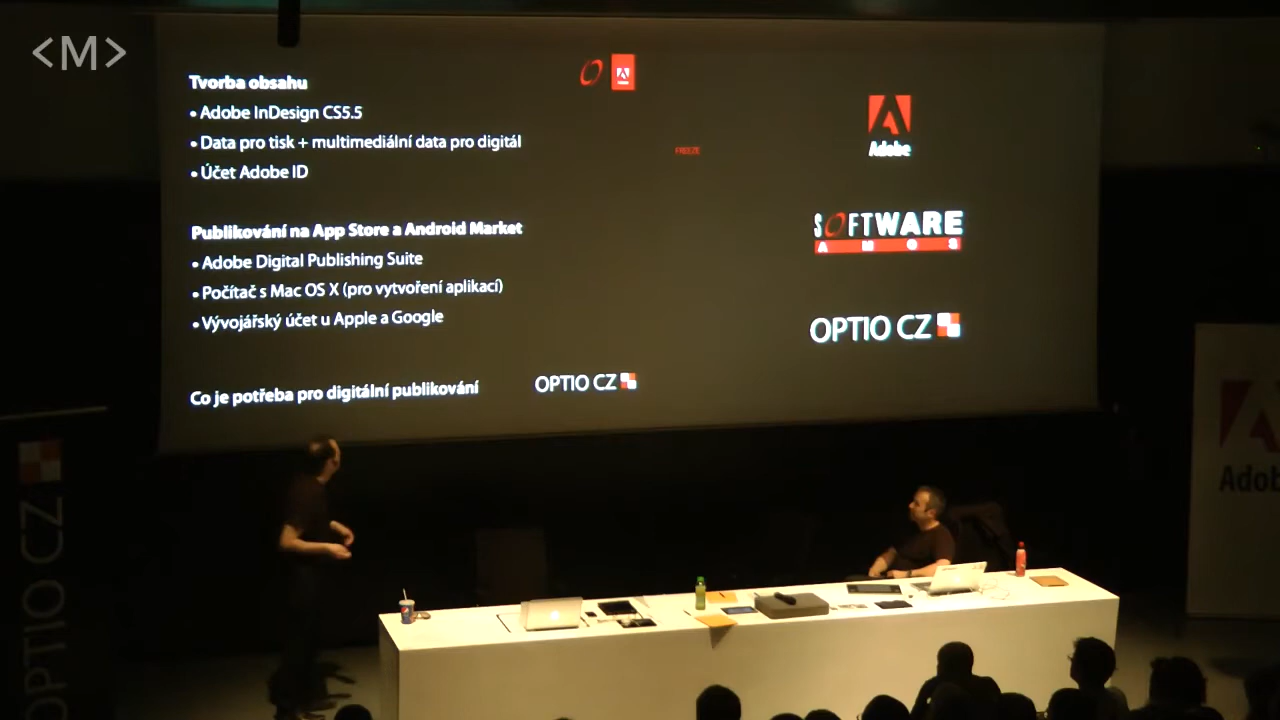 <M>
Tvorba obsahu
• Adobe InDesign CS5.5
• Data pro tisk + multimediální data pro digitál
• Účet Adobe ID
Publikování na App Store a Android Market
• Adobe Digital Publishing Suite
• Počítač s Mac OS X (pro vytvoření aplikací)
• Vývojářský účet u Apple a Google
Co je potřeba pro digitální publikování
OPTIO CZ
FREEZE
Adobe
SOFTWARE
AMOS
OPTIO CZ
OPTIO CZ
Adob